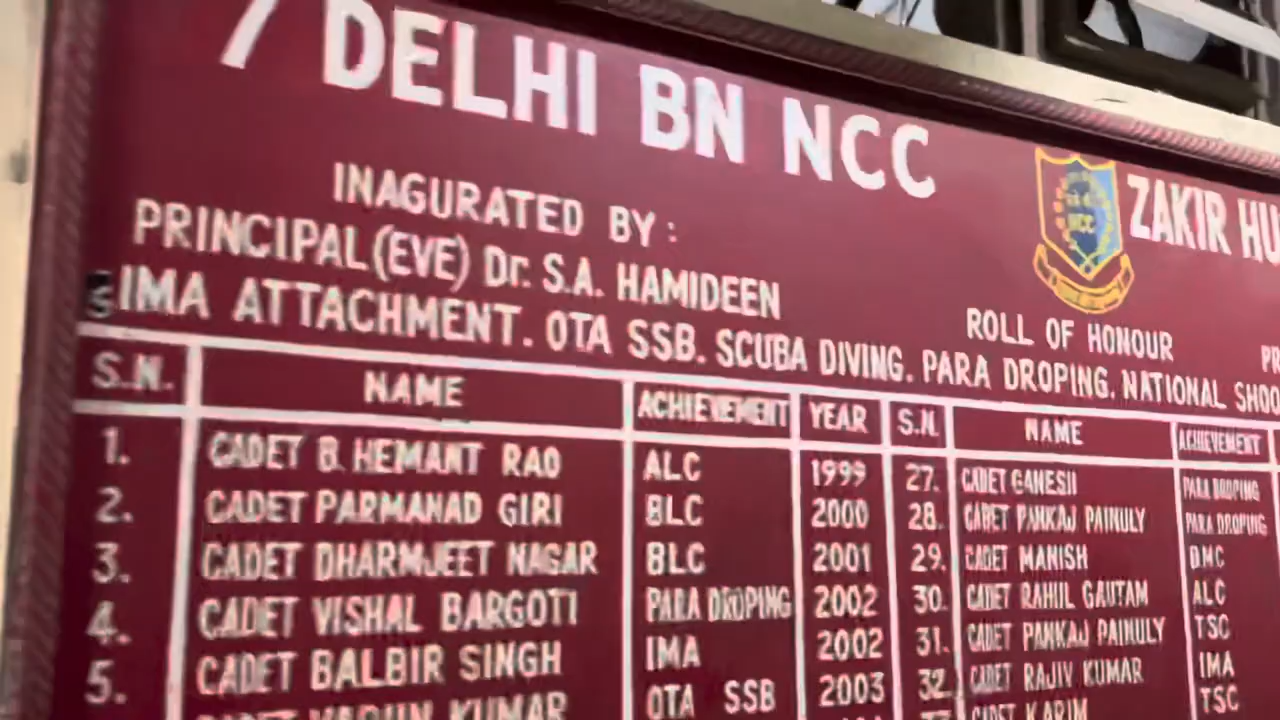 7 DELHI BN NCC
ZAKIR HU
INAGURATED BY :
PRINCIPAL (EVE) Dr. S.A. HAMIDEEN
ROLL OF HONOUR
IMA ATTACHMENT. OTA SSB. SCUBA DIVING. PARA DROPING. NATIONAL SHOO
S.N. NAME ACHIEVEMENT YEAR S.N. NAME ACHIEVEMENT
1. CADET B. HEMANT RAO ALC 1999 27. CADET GANESH PARA DROPING
2. CADET PARMANAD GIRI BLC 2000 28. CADET PANKAJ PAINULY PARA DROPING
3. CADET DHARMJEET NAGAR BLC 2001 29. CADET MANISH
4. CADET VISHAL BARGOTI PARA DROPING 2002 30. CADET RAHUL GAUTAM ALC
5. CADET BALBIR SINGH IMA 2002 31. CADET PANKAJ PAINULY TSC
CADET VARUN KUMAR OTA SSB 2003 32. CADET RAJIV KUMAR IMA
CADET KARIM TSC